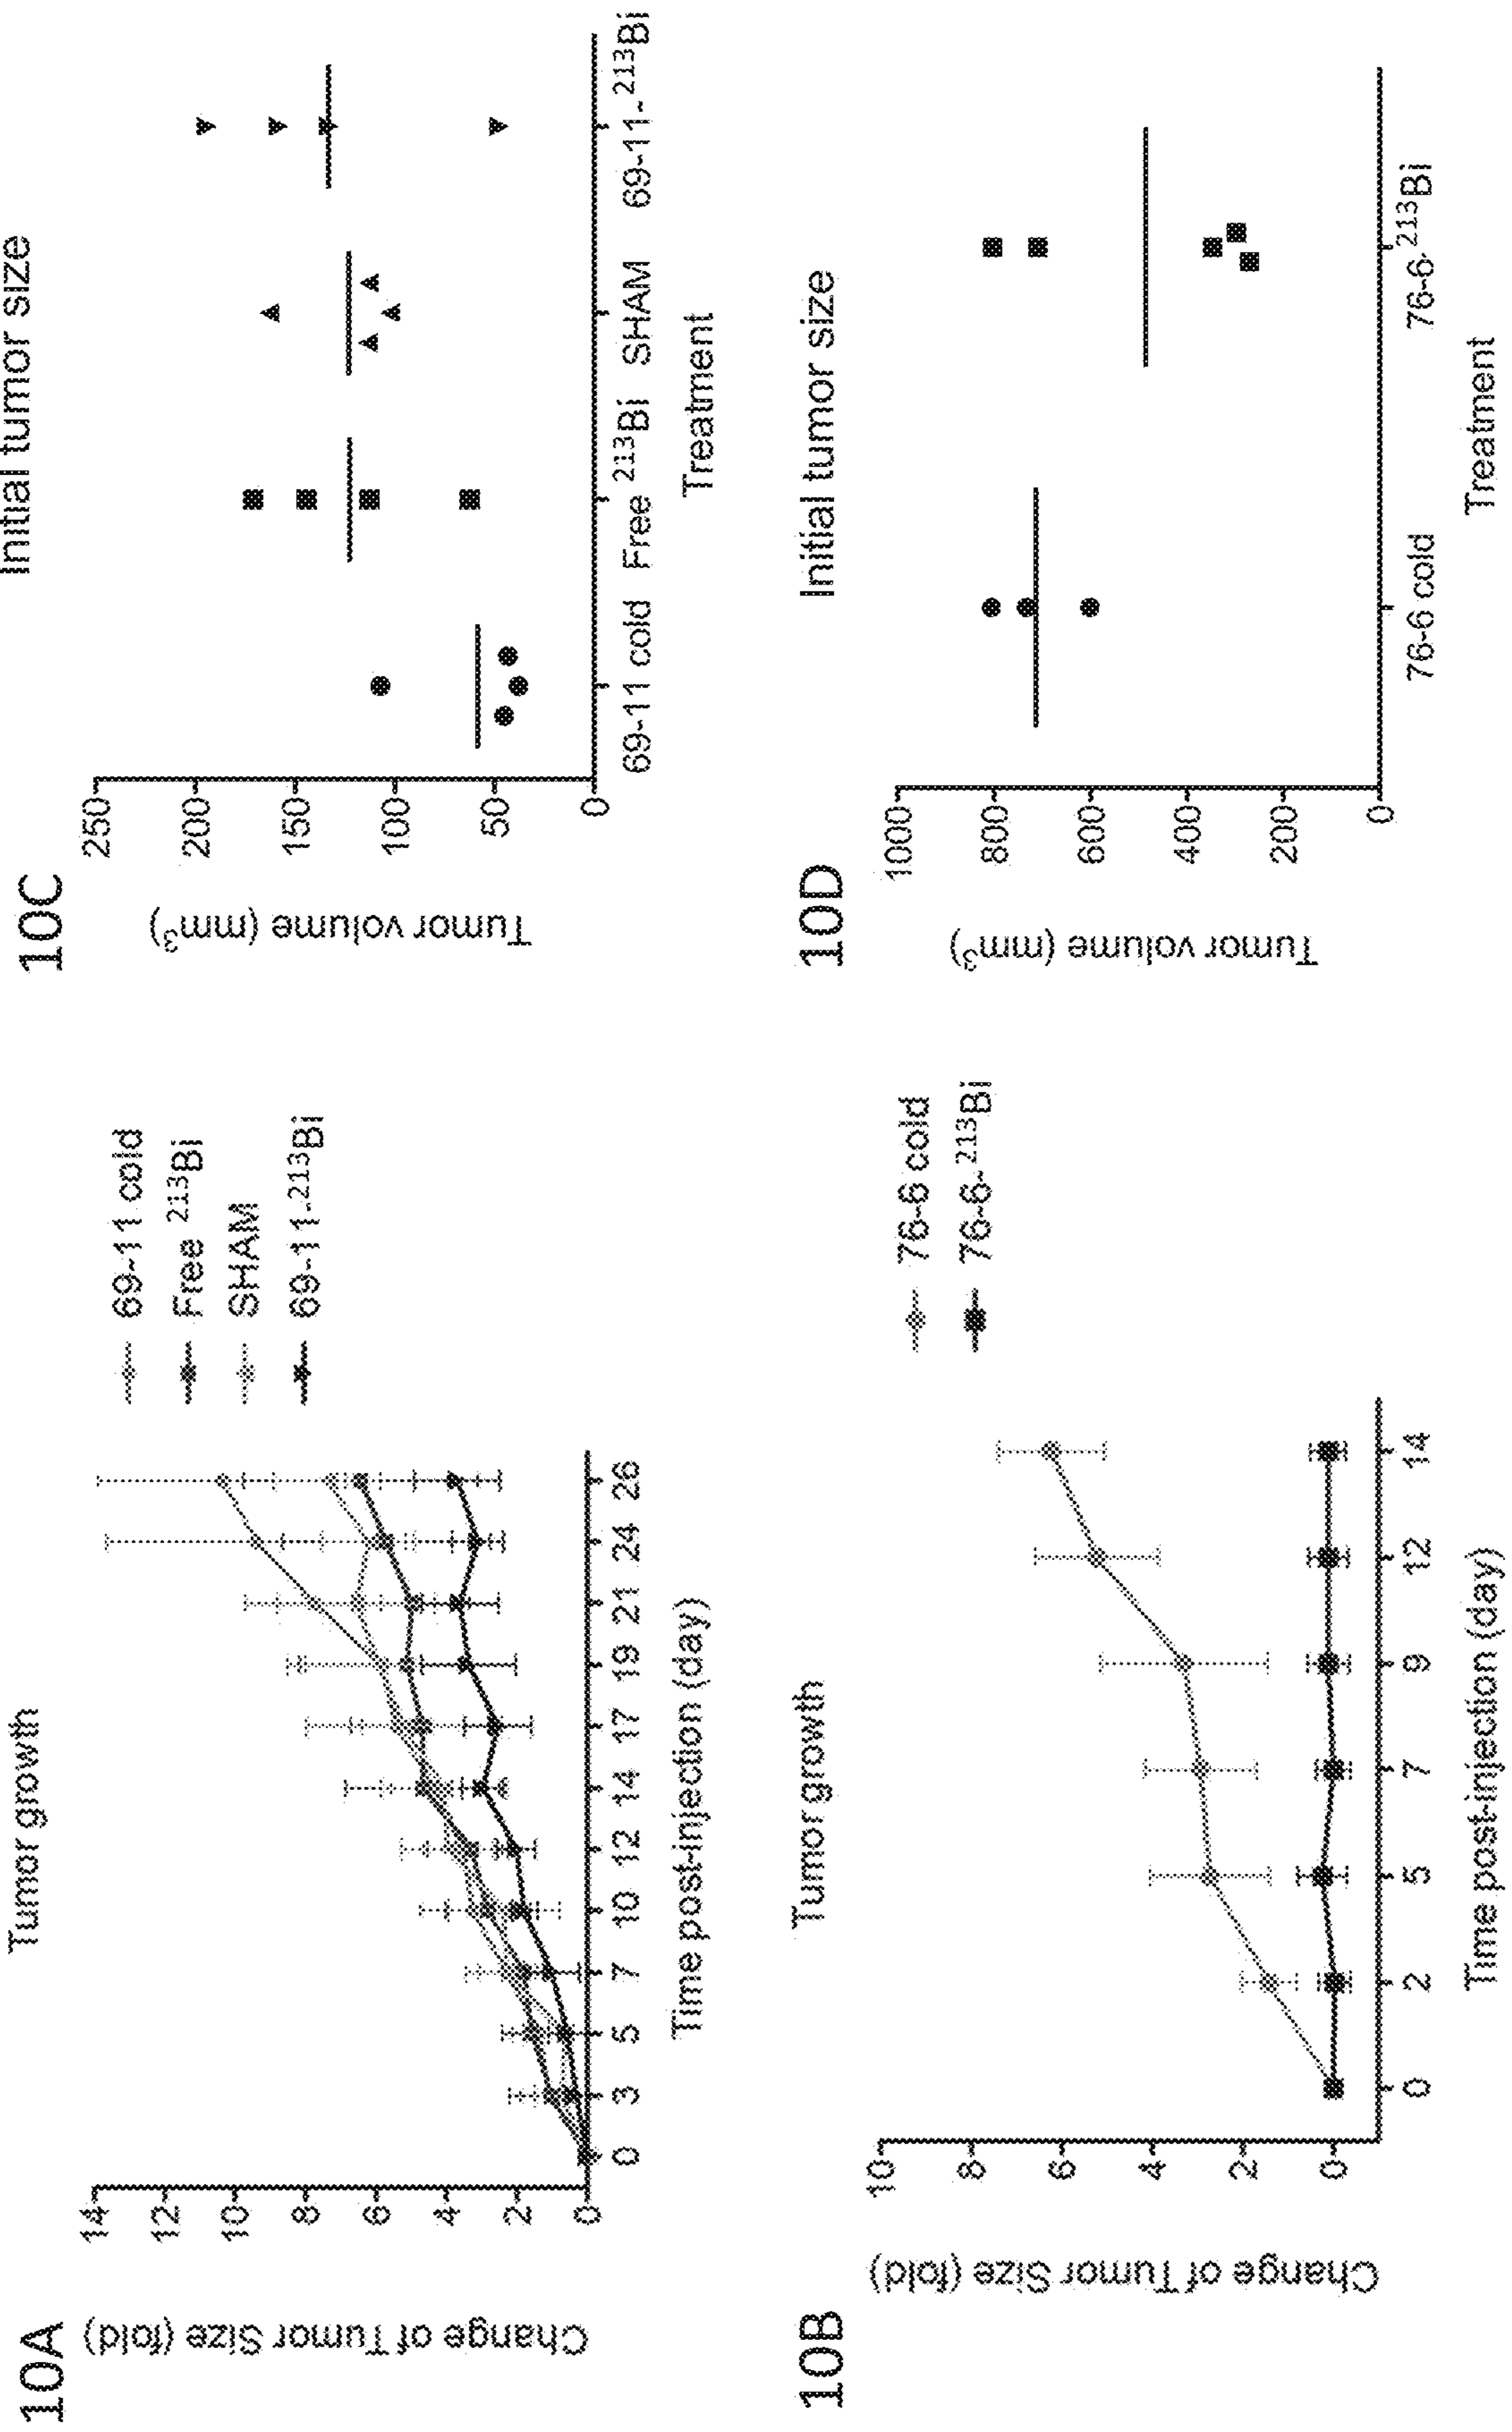 10A
Tumor growth
Change of Tumor Size (fold)
14
12
10
8
6
4
2
0
0 3 5 7 10 12 14 17 19 21 24 26
Time post-injection (day)
69-11 cold
Free ²¹³Bi
SHAM
69-11-²¹³Bi
10C
Initial tumor size
Tumor volume (mm³)
250
200
150
100
50
0
69-11 cold Free ²¹³Bi SHAM 69-11-²¹³Bi
Treatment
10B
Tumor growth
Change of Tumor Size (fold)
10
8
6
4
2
0
0 2 5 7 9 12 14
Time post-injection (day)
76-6 cold
76-6-²¹³Bi
10D
Initial tumor size
Tumor volume (mm³)
1000
800
600
400
200
0
76-6 cold 76-6-²¹³Bi
Treatment